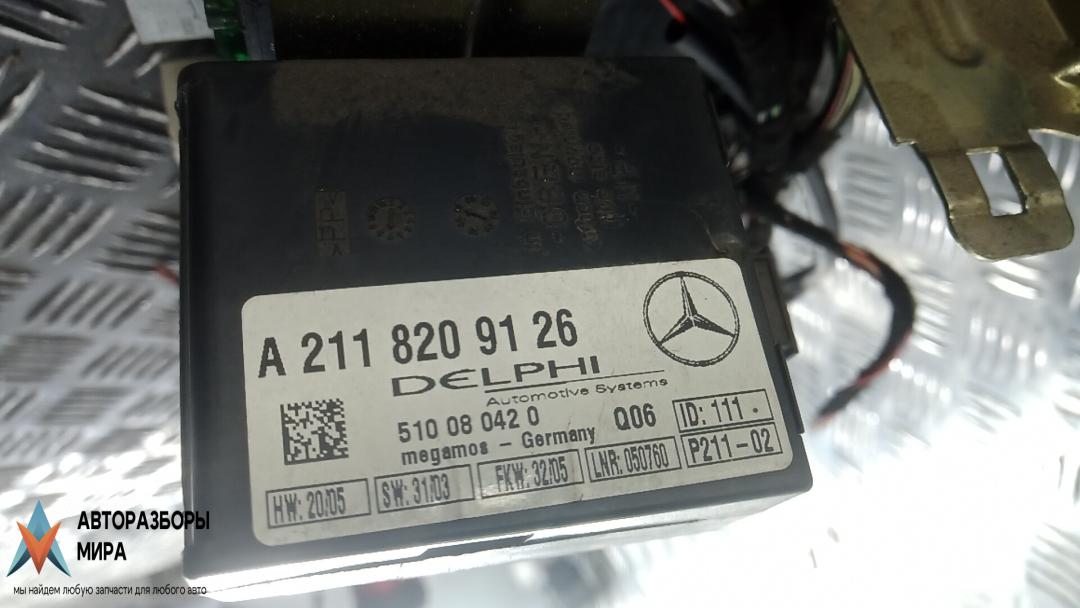 >PP<
A 211 820 91 26
DELPHI
Automotive Systems
510 08 042 0 Q06 ID: 111.
megamos - Germany P211-02
HW: 20/05 SW: 31/03 FKW: 32/05 LNR: 050760
АВТОРАЗБОРЫ
МИРА
мы найдем любую запчасти для любого авто